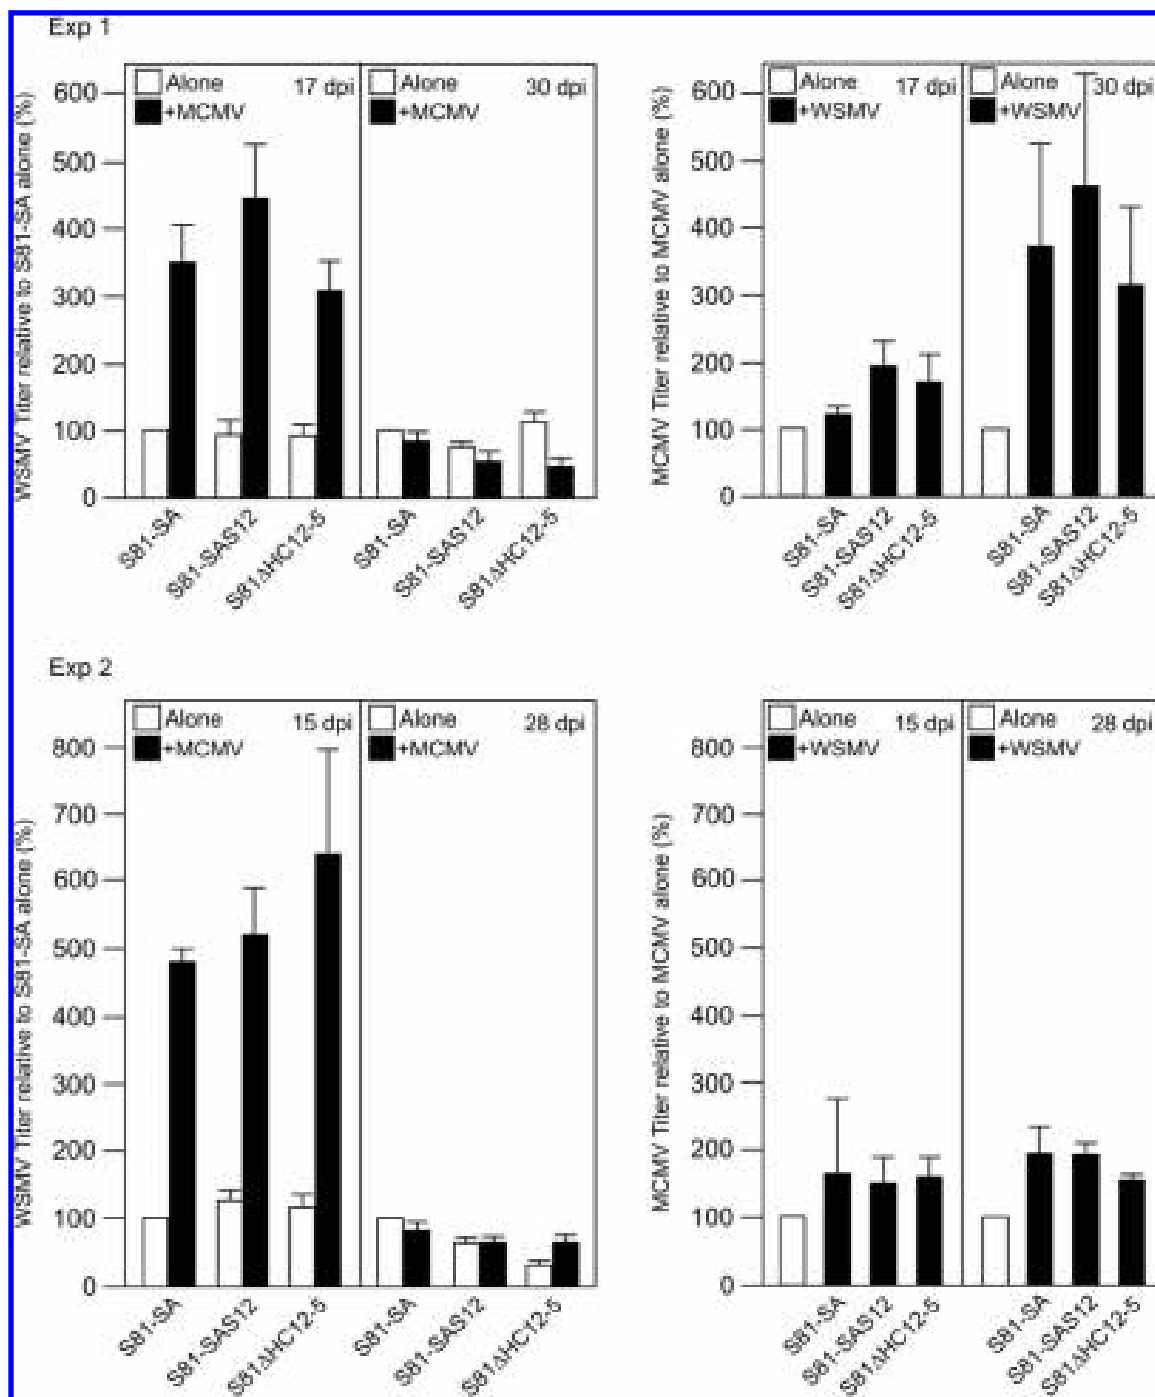 Exp 1
WSMV Titer relative to S81-SA alone (%)
600
500
400
300
200
100
0
Alone
+MCMV
17 dpi
Alone
+MCMV
30 dpi
S81-SA
S81-SAS12
S81ΔHC12-5
S81-SA
S81-SAS12
S81ΔHC12-5
MCMV Titer relative to MCMV alone (%)
600
500
400
300
200
100
0
Alone
+WSMV
17 dpi
Alone
+WSMV
30 dpi
S81-SA
S81-SAS12
S81ΔHC12-5
S81-SA
S81-SAS12
S81ΔHC12-5
Exp 2
WSMV Titer relative to S81-SA alone (%)
800
700
600
500
400
300
200
100
0
Alone
+MCMV
15 dpi
Alone
+MCMV
28 dpi
S81-SA
S81-SAS12
S81ΔHC12-5
S81-SA
S81-SAS12
S81ΔHC12-5
MCMV Titer relative to MCMV alone (%)
800
700
600
500
400
300
200
100
0
Alone
+WSMV
15 dpi
Alone
+WSMV
28 dpi
S81-SA
S81-SAS12
S81ΔHC12-5
S81-SA
S81-SAS12
S81ΔHC12-5